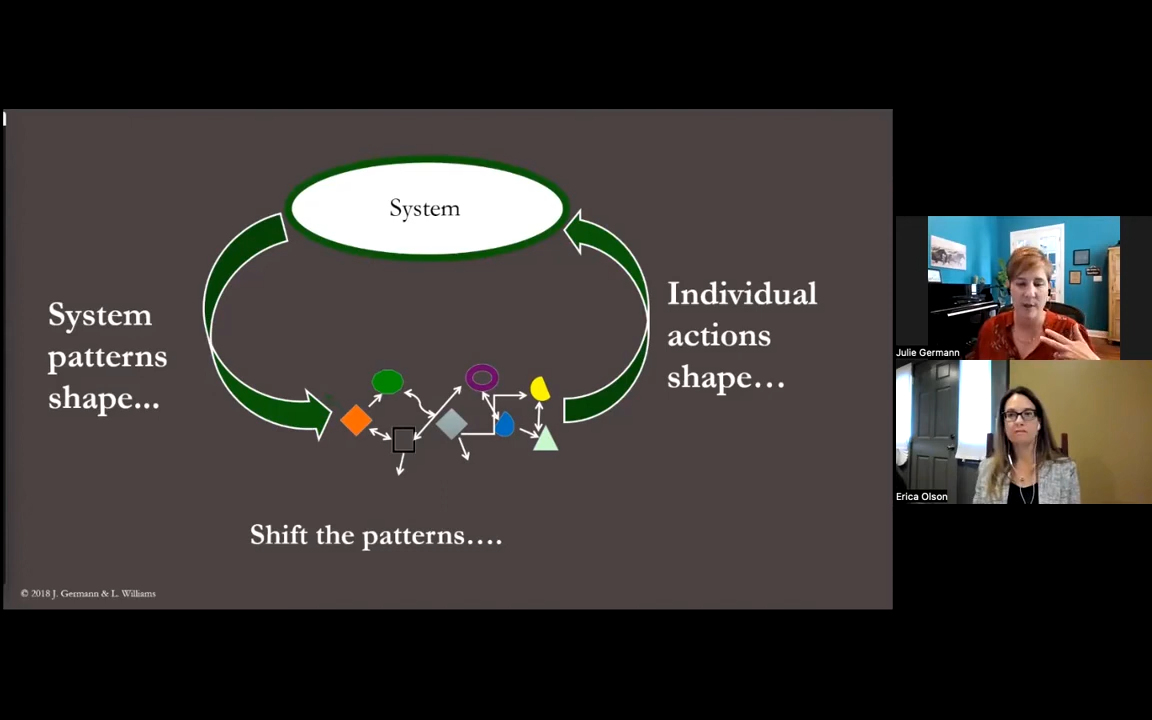 System
System
patterns
shape...
Individual
actions
shape…
Shift the patterns….
© 2018 J. Germann & L. Williams
Julie Germann
Erica Olson